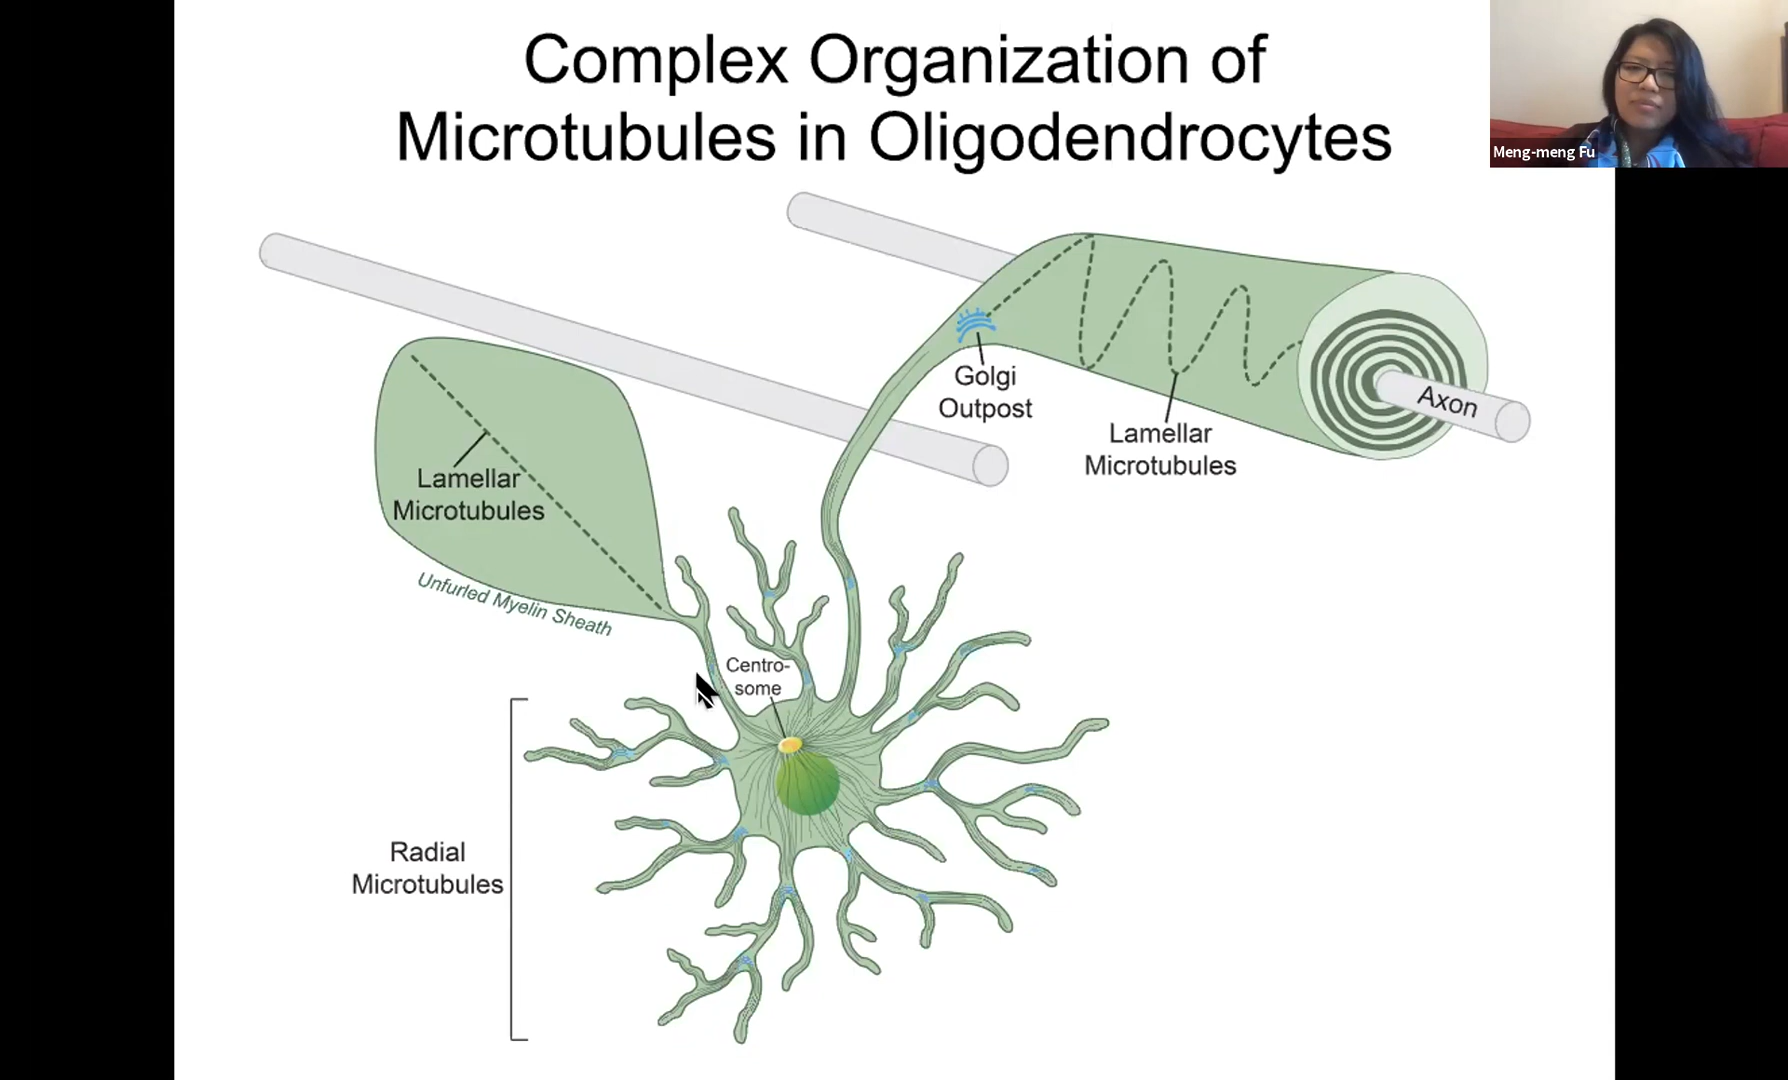 Complex Organization of
Microtubules in Oligodendrocytes
Meng-meng Fu
Golgi
Outpost
Axon
Lamellar
Microtubules
Lamellar
Microtubules
Unfurled Myelin Sheath
Centro-
some
Radial
Microtubules